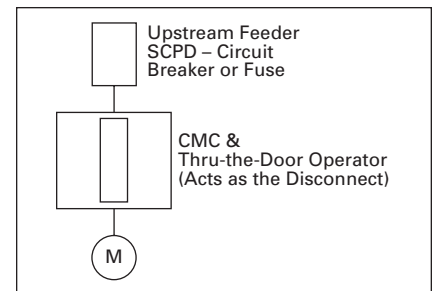 Upstream Feeder
SCPD – Circuit
Breaker or Fuse
CMC &
Thru-the-Door Operator
(Acts as the Disconnect)
M